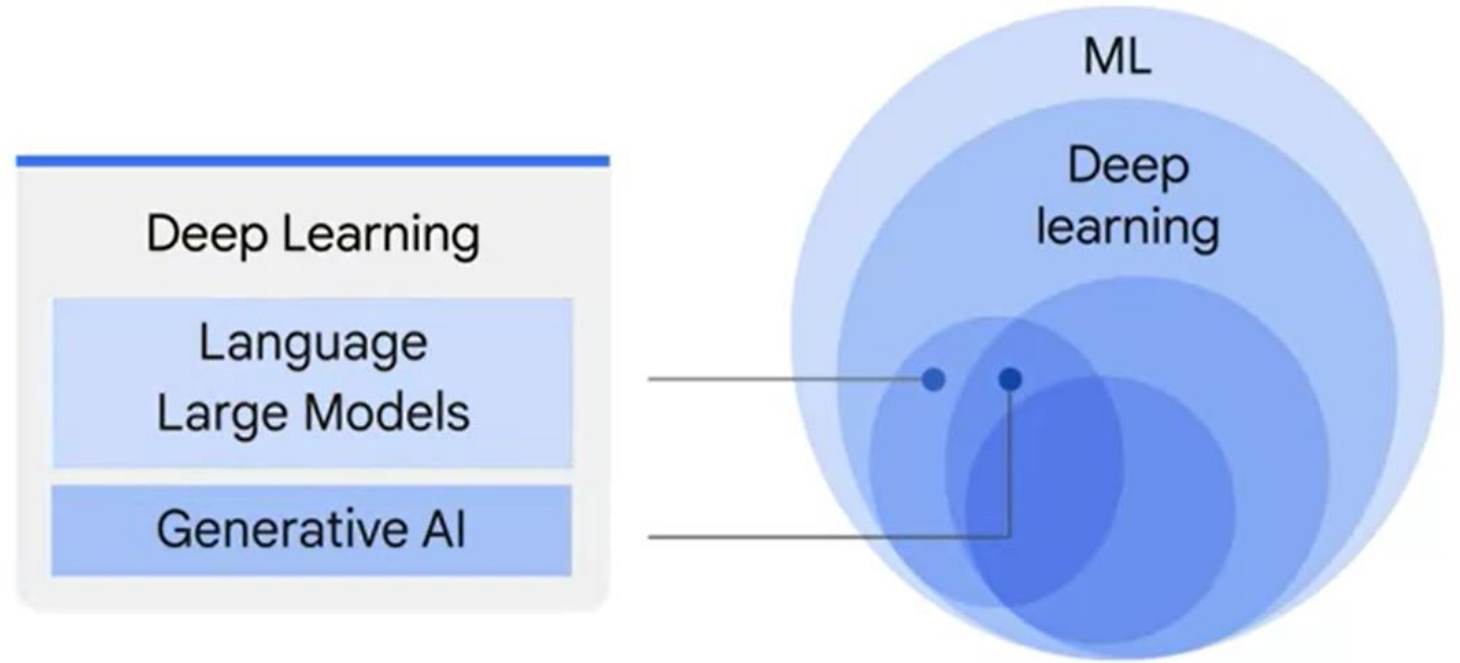 Deep Learning
Language
Large Models
Generative AI
ML
Deep
learning